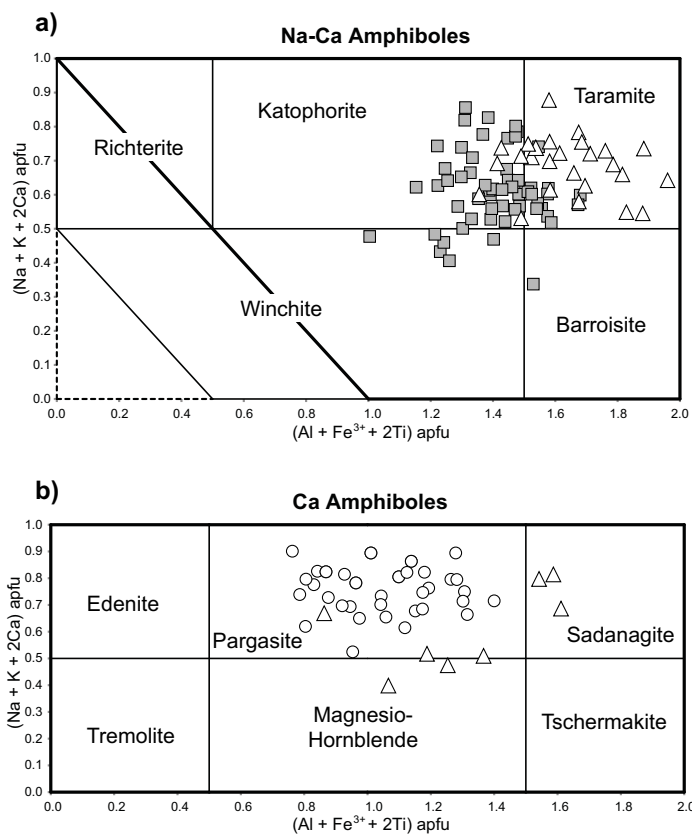 a)
Na-Ca Amphiboles
(Na + K + 2Ca) apfu
1.0
0.9
0.8
0.7
0.6
0.5
0.4
0.3
0.2
0.1
0.0
Richterite
Katophorite
Taramite
Winchite
Barroisite
0.0 0.2 0.4 0.6 0.8 1.0 1.2 1.4 1.6 1.8 2.0
(Al + Fe³⁺ + 2Ti) apfu
b)
Ca Amphiboles
(Na + K + 2Ca) apfu
1.0
0.9
0.8
0.7
0.6
0.5
0.4
0.3
0.2
0.1
0.0
Edenite
Pargasite
Sadanagite
Tremolite
Magnesio-
Hornblende
Tschermakite
0.0 0.2 0.4 0.6 0.8 1.0 1.2 1.4 1.6 1.8 2.0
(Al + Fe³⁺ + 2Ti) apfu